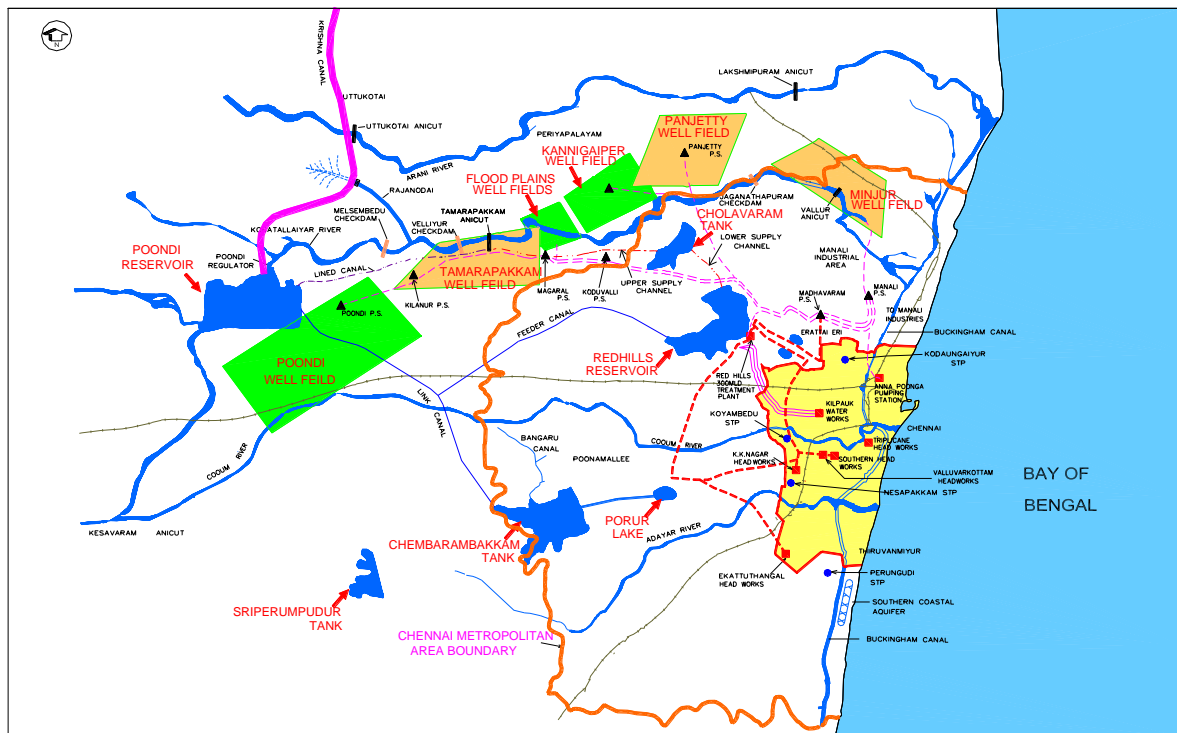 N
KRISHNA CANAL
UTTUKOTAI
UTTUKOTAI ANICUT
LAKSHMIPURAM ANICUT
PERIYAPALAYAM
PANJETTY
WELL FIELD
PANJETTY
P.S.
KANNIGAIPER
WELL FIELD
ARANI RIVER
RAJANODAI
FLOOD PLAINS
WELL FIELDS
JAGANATHAPURAM
CHECKDAM
VALLUR
ANICUT
MINJUR
WELL FEILD
MELSEMBEDU
CHECKDAM
VELLIYUR
CHECKDAM
TAMARAPAKKAM
ANICUT
CHOLAVARAM
TANK
KOTATALLAIYAR RIVER
LOWER SUPPLY
CHANNEL
MANALI
INDUSTRIAL
AREA
POONDI
RESERVOIR
POONDI
REGULATOR
LINED CANAL
TAMARAPAKKAM
WELL FEILD
KILANUR P.S.
MAGARAL
P.S.
KODUVALLI
P.S.
UPPER SUPPLY
CHANNEL
MADHAVARAM
P.S.
MANALI
P.S.
POONDI P.S.
TO MANALI
INDUSTRIES
FEEDER CANAL
ERATTAI ERI
BUCKINGHAM CANAL
POONDI
WELL FEILD
REDHILLS
RESERVOIR
KODAUNGAIYUR
STP
RED HILLS
300MLD
TREATMENT
PLANT
ANNA POONGA
PUMPING
STATION
LINK CANAL
KILPAUK
WATER
WORKS
KOYAMBEDU
STP
CHENNAI
COOUM RIVER
BANGARU
CANAL
POONAMALLEE
COOUM RIVER
TRIPLICANE
HEAD WORKS
K.K.NAGAR
HEADWORKS
SOUTHERN HEAD
WORKS
VALLUVARKOTTAM
HEADWORKS
NESAPAKKAM STP
BAY OF
BENGAL
PORUR
LAKE
KESAVARAM ANICUT
CHEMBARAMBAKKAM
TANK
ADAYAR RIVER
THIRUVANMIYUR
EKATTUTHANGAL
HEAD WORKS
PERUNGUDI
STP
SRIPERUMPUDUR
TANK
SOUTHERN COASTAL
AQUIFER
CHENNAI METROPOLITAN
AREA BOUNDARY
BUCKINGHAM CANAL